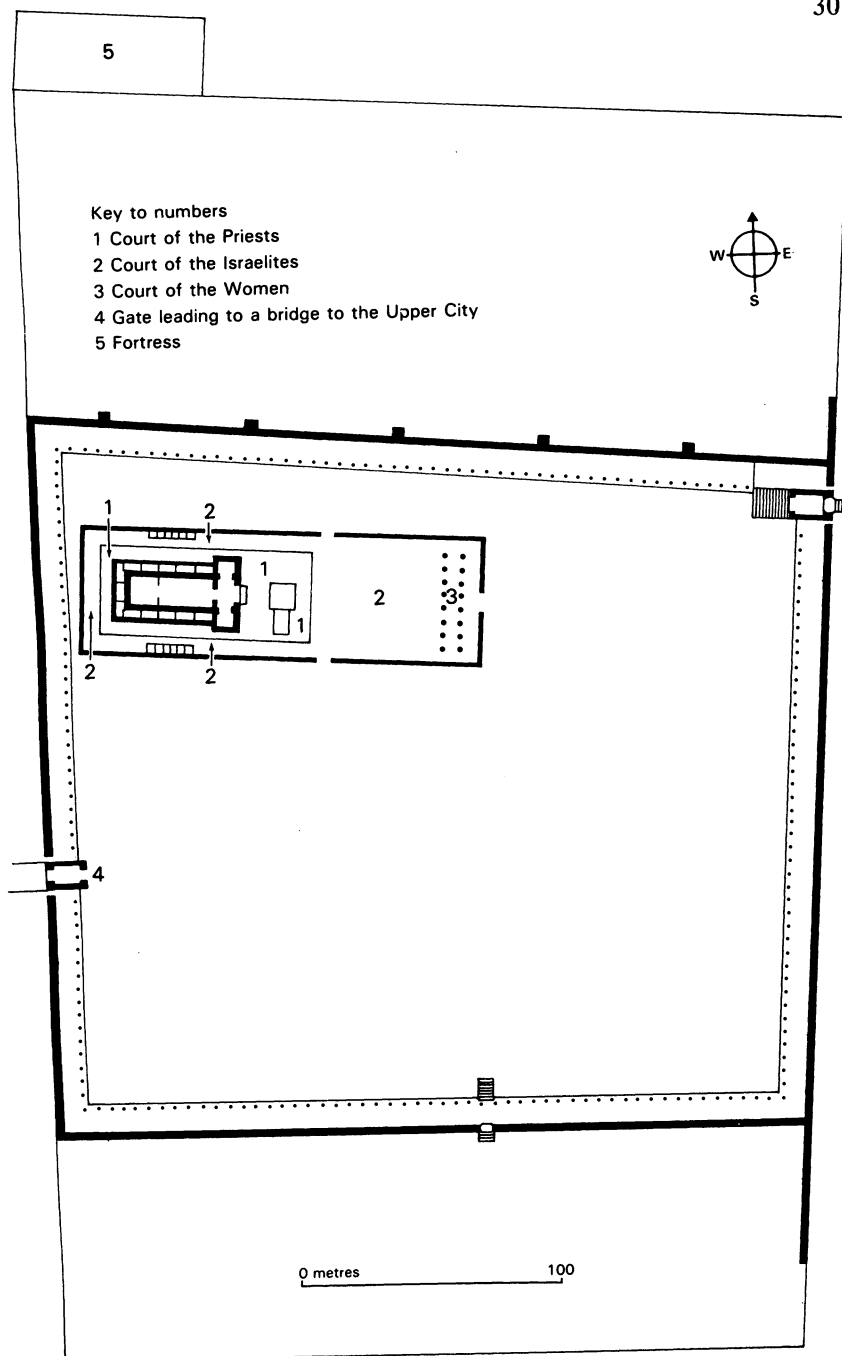 30
5
Key to numbers
1 Court of the Priests
2 Court of the Israelites
3 Court of the Women
4 Gate leading to a bridge to the Upper City
5 Fortress
W E
S
1 2
1
2 3
1
2 2
4
0 metres 100